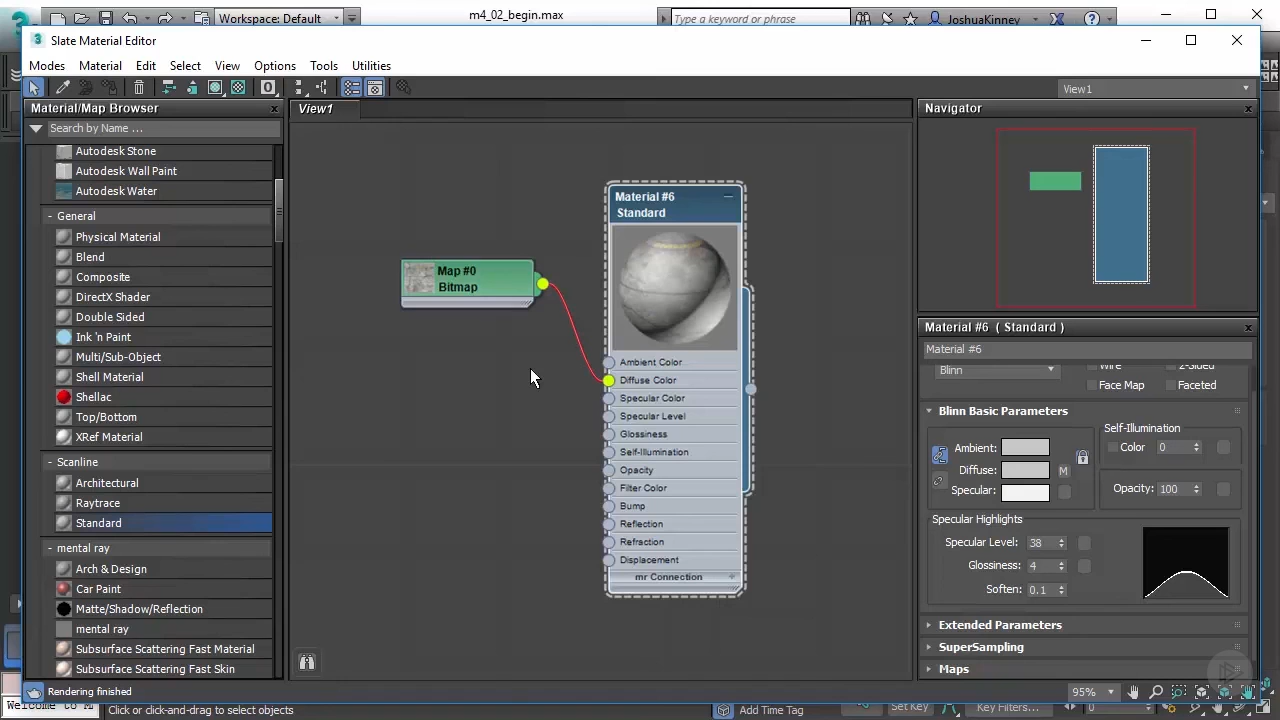 Workspace: Default
m4_02_begin.max
Type a keyword or phrase
JoshuaKinney
Slate Material Editor
Modes Material Edit Select View Options Tools Utilities
View1
Material/Map Browser
View1
Navigator
Search by Name ...
Autodesk Stone
Autodesk Wall Paint
Autodesk Water
- General
Physical Material
Blend
Composite
DirectX Shader
Double Sided
Ink 'n Paint
Multi/Sub-Object
Shell Material
Shellac
Top/Bottom
XRef Material
- Scanline
Architectural
Raytrace
Standard
- mental ray
Arch & Design
Car Paint
Matte/Shadow/Reflection
mental ray
Subsurface Scattering Fast Material
Subsurface Scattering Fast Skin
Map #0
Bitmap
Material #6
Standard
Ambient Color
Diffuse Color
Specular Color
Specular Level
Glossiness
Self-Illumination
Opacity
Filter Color
Bump
Reflection
Refraction
Displacement
mr Connection +
Material #6 ( Standard )
Material #6
Blinn
Wire 2-Sided
Face Map Faceted
Blinn Basic Parameters
Self-Illumination
Ambient:
Color 0
Diffuse: M
Specular:
Opacity: 100
Specular Highlights
Specular Level: 38
Glossiness: 4
Soften: 0.1
Extended Parameters
SuperSampling
Maps
Rendering finished
95%
Welcome to M
Click or click-and-drag to select objects
Add Time Tag
Set Key
Key Filters...
0